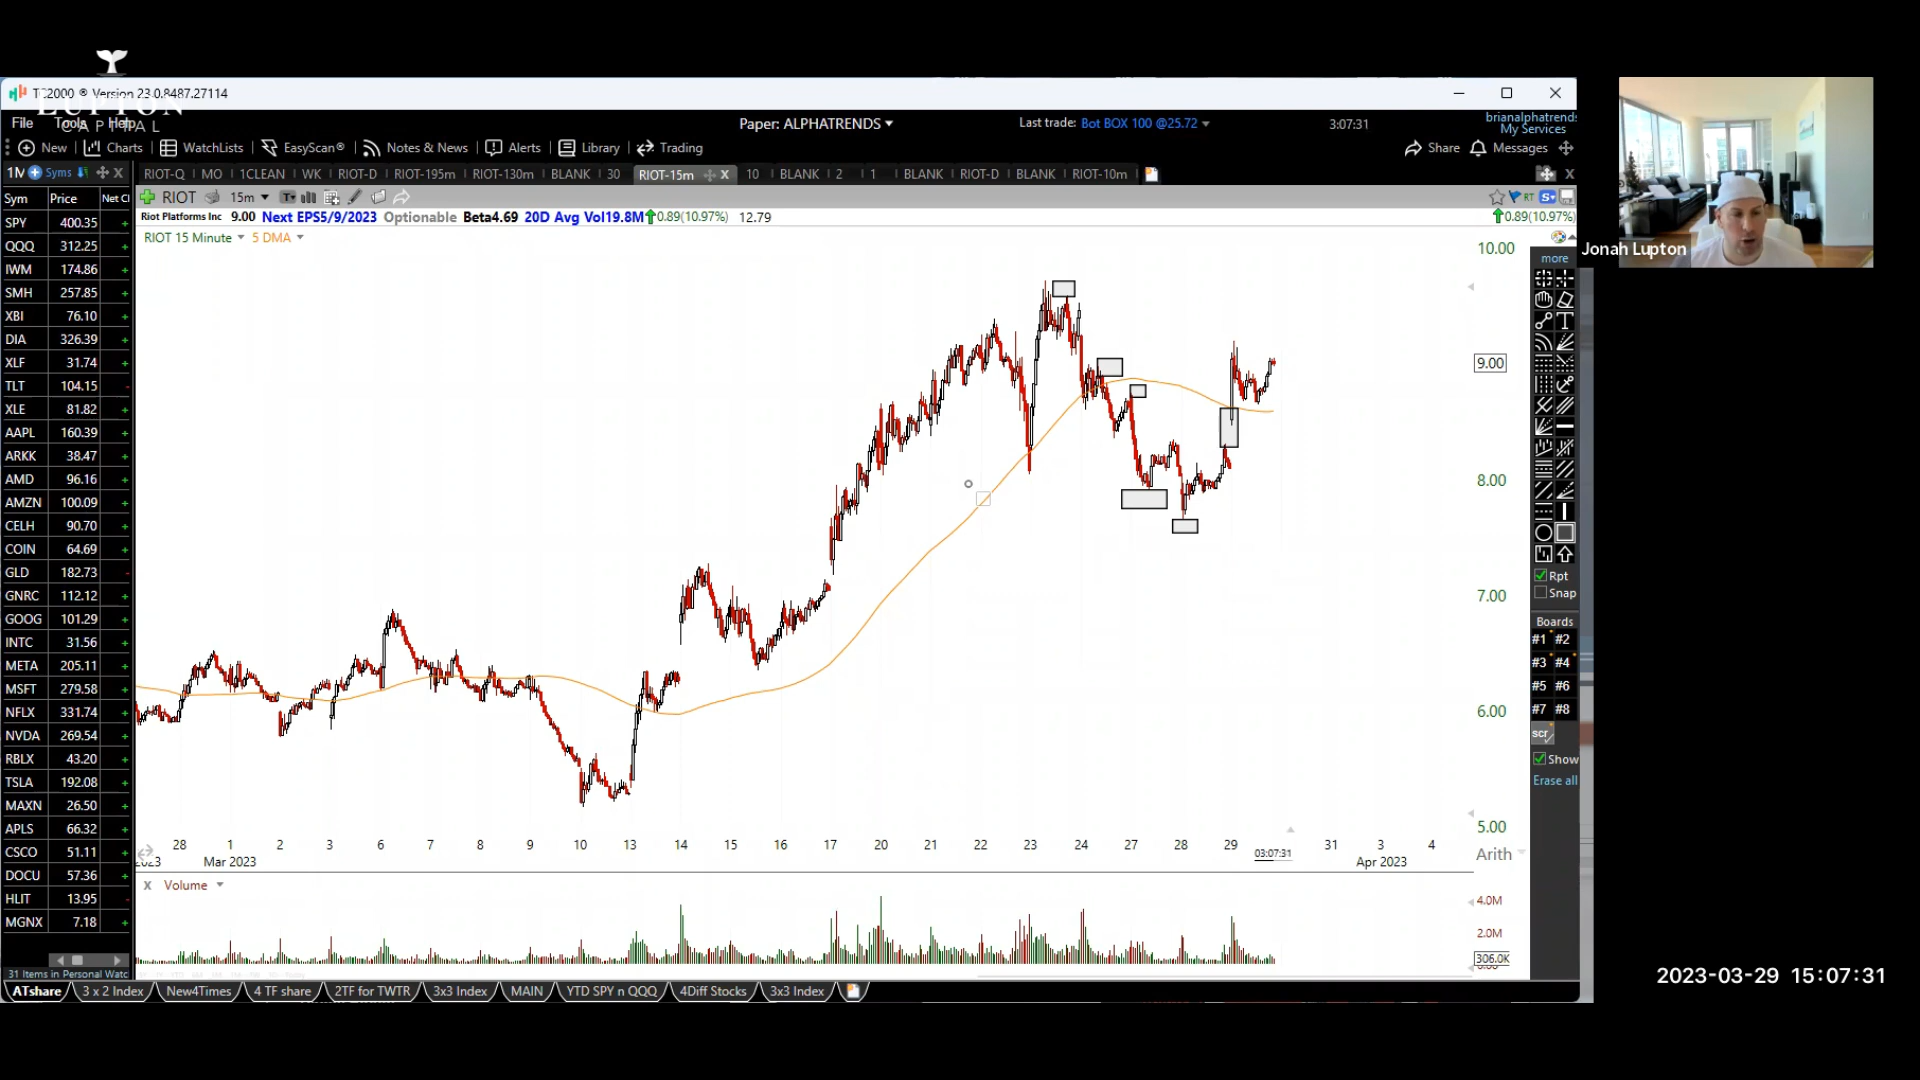 TC2000 ® Version 23.0.8487.27114
LUPTON
CAPITAL
File Tools Help
Paper: ALPHATRENDS
Last trade: Bot BOX 100 @25.72
3:07:31
brianalphatrends
My Services
New Charts WatchLists EasyScan® Notes & News Alerts Library Trading
Share Messages
1M Syms
RIOT-Q MO 1CLEAN WK RIOT-D RIOT-195m RIOT-130m BLANK 30 RIOT-15m X 10 BLANK 2 1 BLANK RIOT-D BLANK RIOT-10m
Sym Price Net Cl
RIOT 15m
RT
Riot Platforms Inc 9.00 Next EPS5/9/2023 Optionable Beta4.69 20D Avg Vol19.8M 0.89(10.97%) 12.79
0.89(10.97%)
RIOT 15 Minute 5 DMA
SPY 400.35 +
QQQ 312.25 +
IWM 174.86 +
SMH 257.85 +
XBI 76.10 +
DIA 326.39 +
XLF 31.74 +
TLT 104.15 -
XLE 81.82 +
AAPL 160.39 +
ARKK 38.47 +
AMD 96.16 +
AMZN 100.09 +
CELH 90.70 +
COIN 64.69 +
GLD 182.73 -
GNRC 112.12 +
GOOG 101.29 +
INTC 31.56 +
META 205.11 +
MSFT 279.58 +
NFLX 331.74 +
NVDA 269.54 +
RBLX 43.20 +
TSLA 192.08 +
MAXN 26.50 +
APLS 66.32 +
CSCO 51.11 +
DOCU 57.36 +
HLIT 13.95 -
MGNX 7.18 +
31 Items in Personal Watc
10.00
9.00
8.00
7.00
6.00
5.00
Arith
28 1 2 3 6 7 8 9 10 13 14 15 16 17 20 21 22 23 24 27 28 29 03:07:31 31 3 4
2023 Mar 2023 Apr 2023
X Volume
4.0M
2.0M
306.0K
more
Rpt
Snap
Boards
#1 #2
#3 #4
#5 #6
#7 #8
scr
Show
Erase all
ATshare 3 x 2 Index New4Times 4 TF share 2TF for TWTR 3x3 Index MAIN YTD SPY n QQQ 4Diff Stocks 3x3 Index
Jonah Lupton
2023-03-29 15:07:31